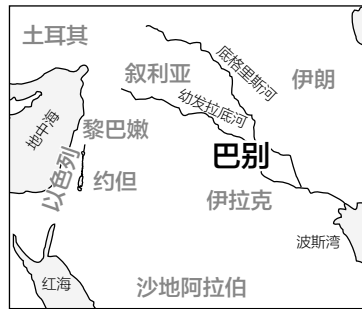 土耳其
叙利亚
底格里斯河
伊朗
幼发拉底河
地中海
黎巴嫩
以色列
约但
巴别
伊拉克
波斯湾
红海
沙地阿拉伯